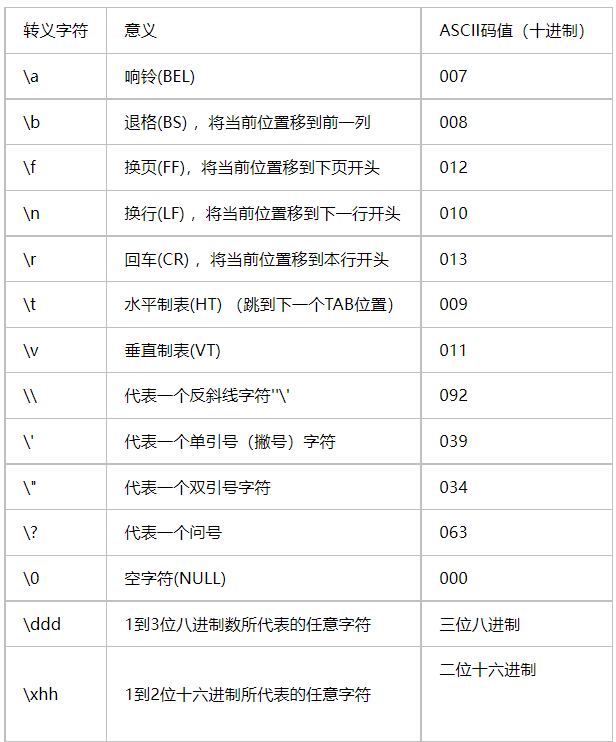 转义字符 意义 ASCII码值（十进制）
\a 响铃(BEL) 007
\b 退格(BS) ，将当前位置移到前一列 008
\f 换页(FF)，将当前位置移到下页开头 012
\n 换行(LF) ，将当前位置移到下一行开头 010
\r 回车(CR) ，将当前位置移到本行开头 013
\t 水平制表(HT) （跳到下一个TAB位置） 009
\v 垂直制表(VT) 011
\\ 代表一个反斜线字符''\' 092
\' 代表一个单引号（撇号）字符 039
\" 代表一个双引号字符 034
\? 代表一个问号 063
\0 空字符(NULL) 000
\ddd 1到3位八进制数所代表的任意字符 三位八进制
\xhh 1到2位十六进制所代表的任意字符 二位十六进制